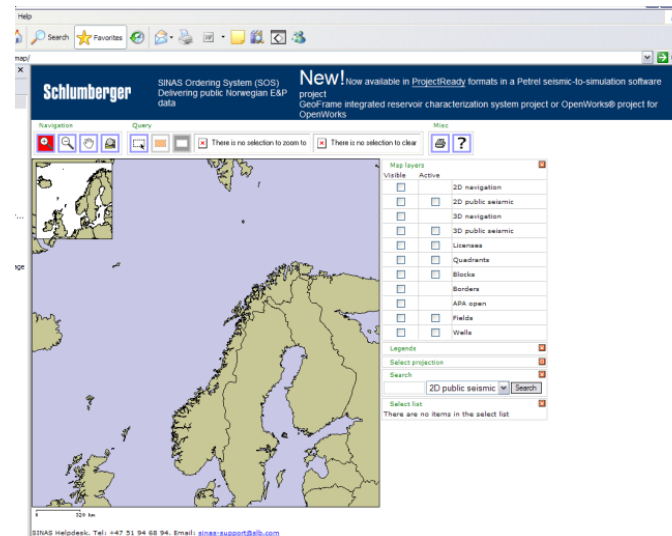 Help
Search Favorites
map/
Schlumberger
SINAS Ordering System (SOS)
Delivering public Norwegian E&P
data
New! Now available in ProjectReady formats in a Petrel seismic-to-simulation software
project
GeoFrame integrated reservoir characterization system project or OpenWorks® project for
OpenWorks
Navigation Query Misc
There is no selection to zoom to There is no selection to clear
?
Map layers
Visible Active
2D navigation
2D public seismic
3D navigation
3D public seismic
Licenses
Quadrants
Blocks
Borders
APA open
Fields
Wells
Legends
Select projection
Search
2D public seismic Search
Select list
There are no items in the select list
0 320 km
SINAS Helpdesk. Tel: +47 51 94 68 94. Email: sinas-support@slb.com